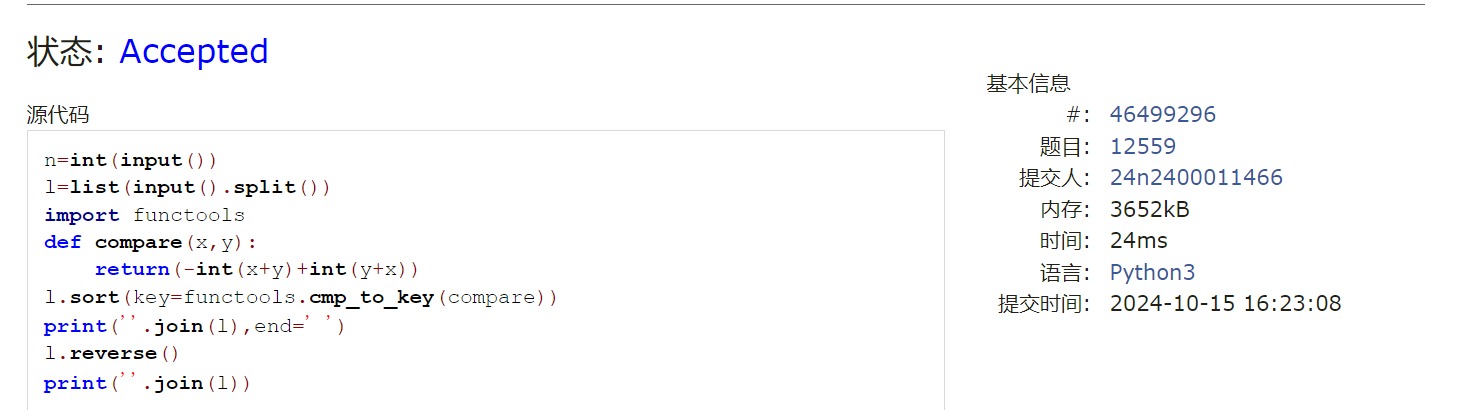 状态: Accepted
源代码
n=int(input())
l=list(input().split())
import functools
def compare(x,y):
    return(-int(x+y)+int(y+x))
l.sort(key=functools.cmp_to_key(compare))
print(''.join(l),end=' ')
l.reverse()
print(''.join(l))
基本信息
#: 46499296
题目: 12559
提交人: 24n2400011466
内存: 3652kB
时间: 24ms
语言: Python3
提交时间: 2024-10-15 16:23:08